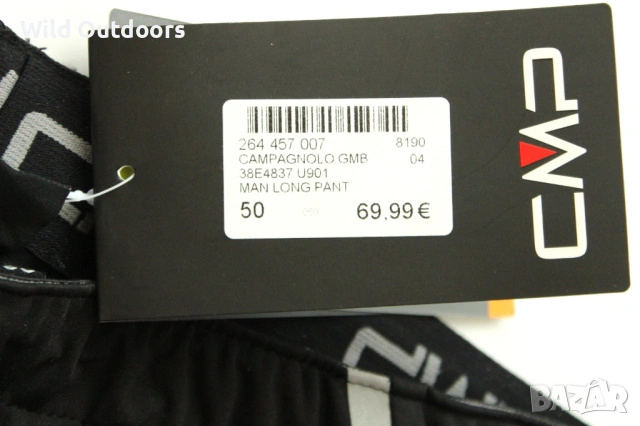 Wild Outdoors
264 457 007 8190
CAMPAGNOLO GMB 04
38E4837 U901
MAN LONG PANT
50 050 69.99 €
CMP
BAZAR